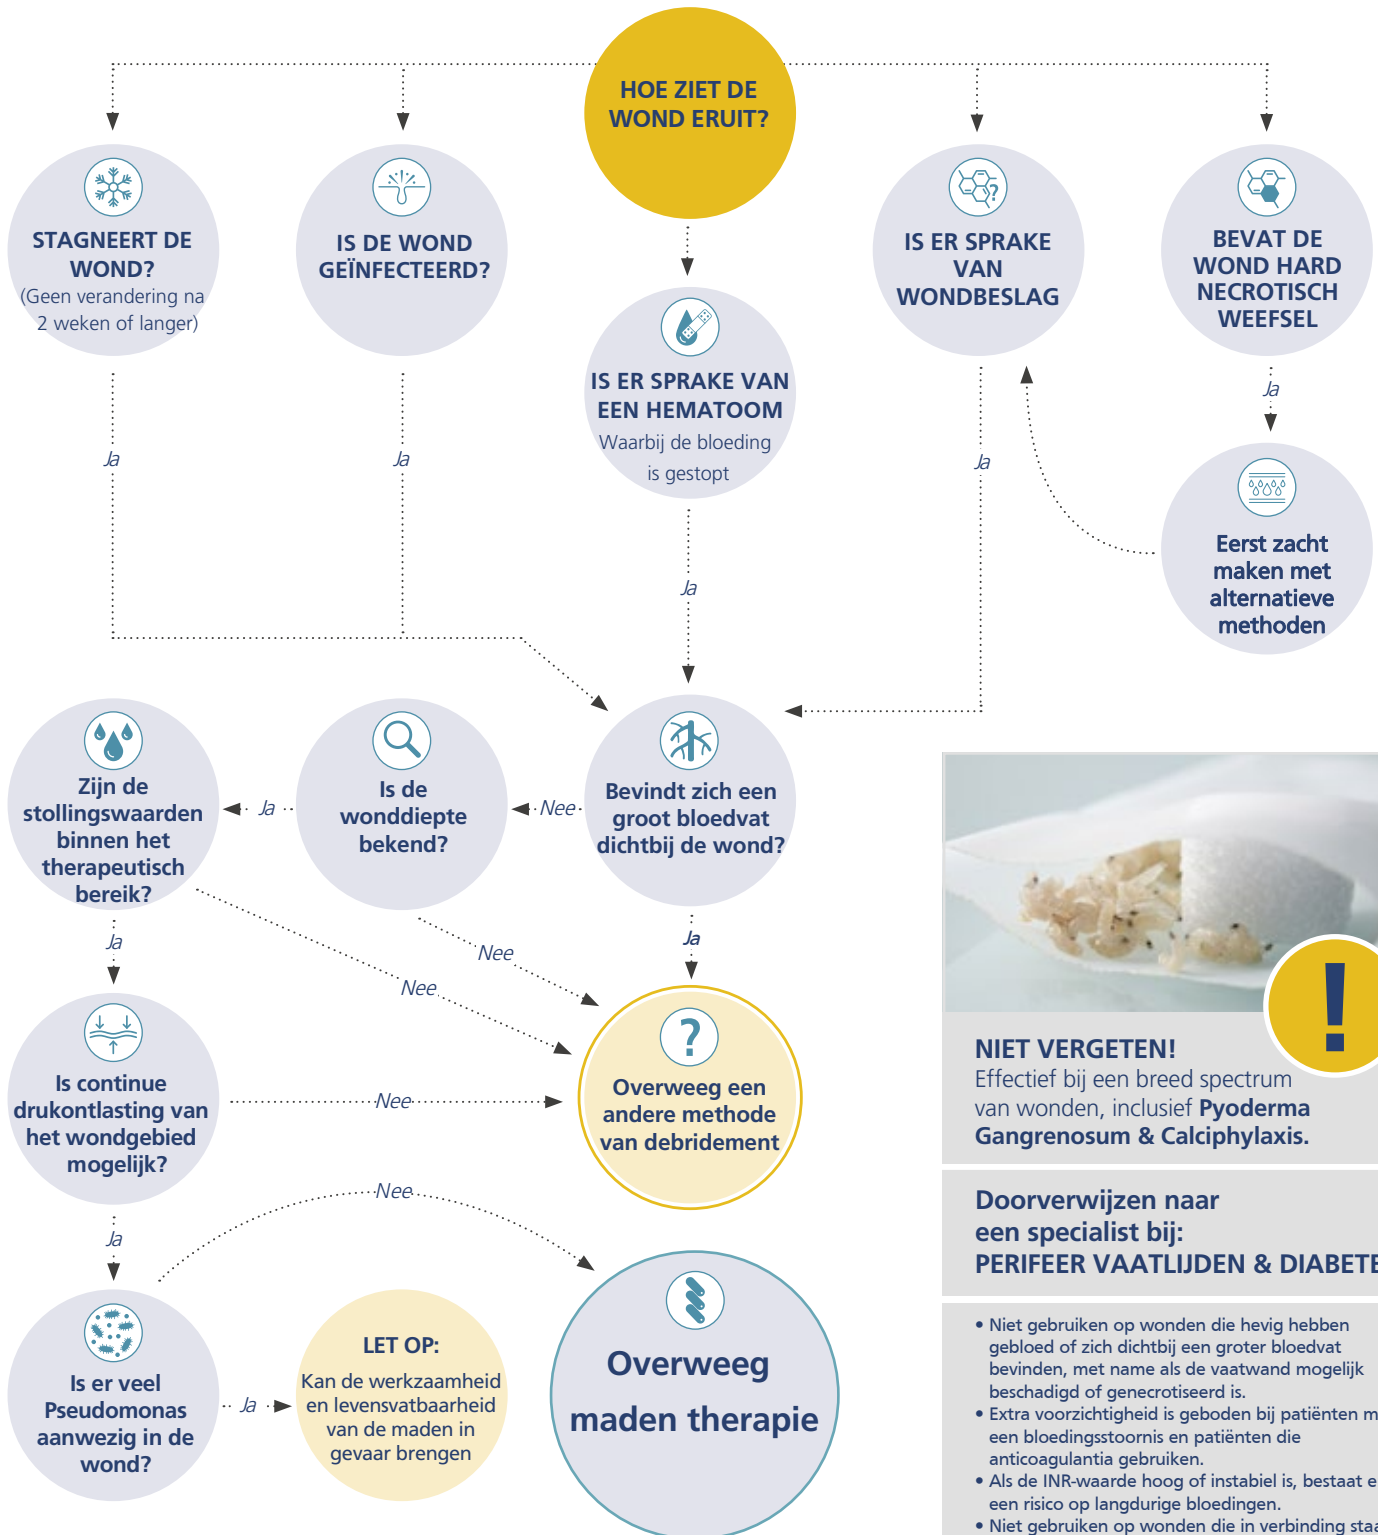 HOE ZIET DE
WOND ERUIT?
STAGNEERT DE
WOND?
(Geen verandering na
2 weken of langer)
IS DE WOND
GEÏNFECTEERD?
IS ER SPRAKE VAN
EEN HEMATOOM
Waarbij de bloeding
is gestopt
IS ER SPRAKE
VAN
WONDBESLAG
?
BEVAT DE
WOND HARD
NECROTISCH
WEEFSEL
Ja
Ja
Ja
Ja
Ja
Eerst zacht
maken met
alternatieve
methoden
Zijn de
stollingswaarden
binnen het
therapeutisch
bereik?
Ja
Is de
wonddiepte
bekend?
Nee
Bevindt zich een
groot bloedvat
dichtbij de wond?
Ja
Nee
Nee
Ja
Is continue
drukontlasting van
het wondgebied
mogelijk?
Nee
?
Overweeg een
andere methode
van debridement
Nee
Ja
Is er veel
Pseudomonas
aanwezig in de
wond?
Ja
LET OP:
Kan de werkzaamheid
en levensvatbaarheid
van de maden in
gevaar brengen
Overweeg
maden therapie
!
NIET VERGETEN!
Effectief bij een breed spectrum
van wonden, inclusief Pyoderma
Gangrenosum & Calciphylaxis.
Doorverwijzen naar
een specialist bij:
PERIFEER VAATLIJDEN & DIABETE
• Niet gebruiken op wonden die hevig hebben
gebloed of zich dichtbij een groter bloedvat
bevinden, met name als de vaatwand mogelijk
beschadigd of genecrotiseerd is.
• Extra voorzichtigheid is geboden bij patiënten m
een bloedingsstoornis en patiënten die
anticoagulantia gebruiken.
• Als de INR-waarde hoog of instabiel is, bestaat e
een risico op langdurige bloedingen.
• Niet gebruiken op wonden die in verbinding staa